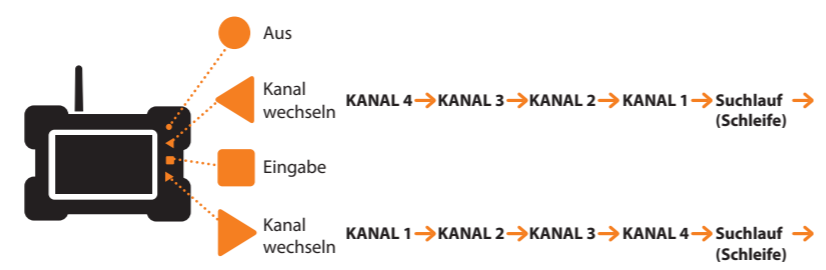 Aus
Kanal
wechseln
KANAL 4 → KANAL 3 → KANAL 2 → KANAL 1 → Suchlauf →
(Schleife)
Eingabe
Kanal
wechseln
KANAL 1 → KANAL 2 → KANAL 3 → KANAL 4 → Suchlauf →
(Schleife)